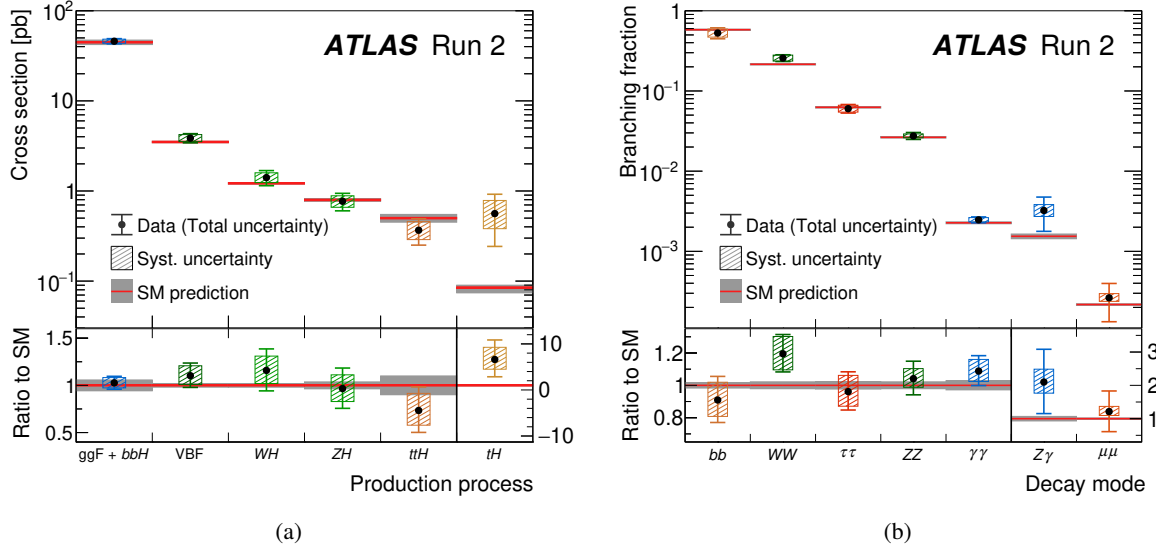 ATLAS Run 2
Cross section [pb]
10²
10
1
10⁻¹
Data (Total uncertainty)
Syst. uncertainty
SM prediction
Ratio to SM
1.5
1
0.5
10
0
−10
ggF + bbH VBF WH ZH ttH tH
Production process
(a)
ATLAS Run 2
Branching fraction
1
10⁻¹
10⁻²
10⁻³
Data (Total uncertainty)
Syst. uncertainty
SM prediction
Ratio to SM
1.2
1
0.8
3
2
1
bb WW ττ ZZ γγ Zγ μμ
Decay mode
(b)